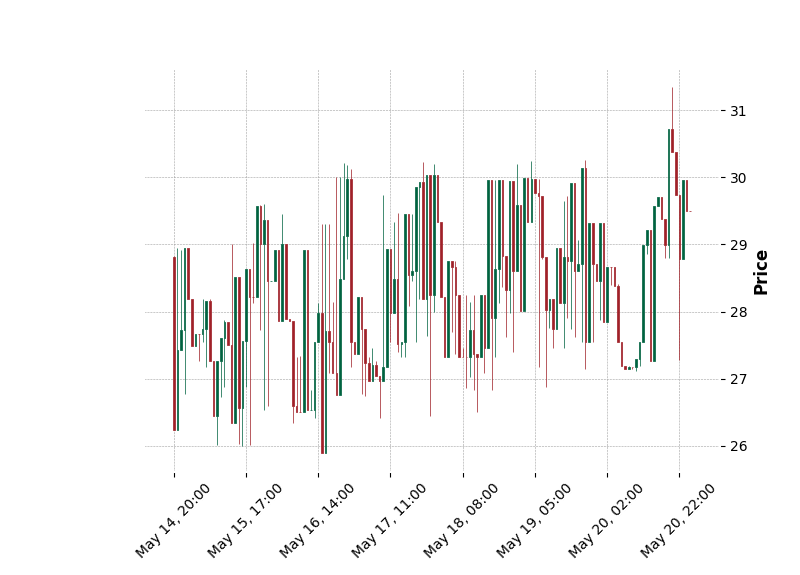 31
30
29
28
27
26
Price
May 14, 20:00
May 15, 17:00
May 16, 14:00
May 17, 11:00
May 18, 08:00
May 19, 05:00
May 20, 02:00
May 20, 22:00